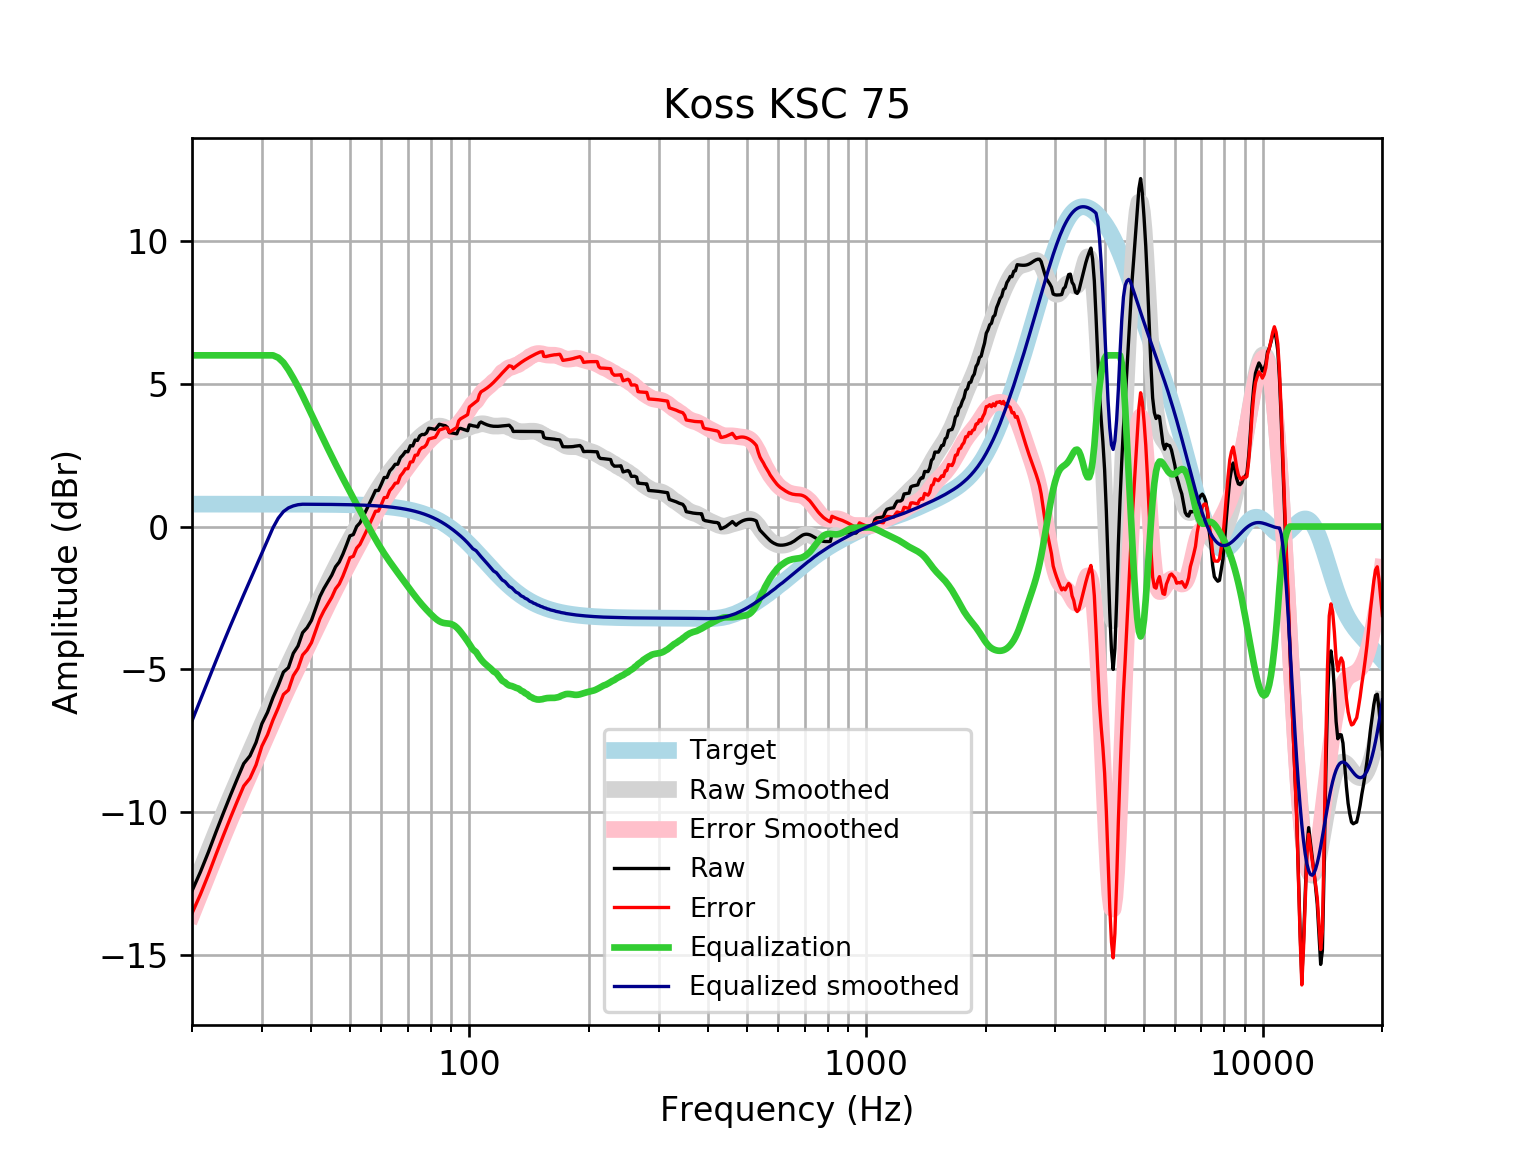 Koss KSC 75
Amplitude (dBr)
10
5
0
−5
−10
−15
Target
Raw Smoothed
Error Smoothed
Raw
Error
Equalization
Equalized smoothed
100 1000 10000
Frequency (Hz)